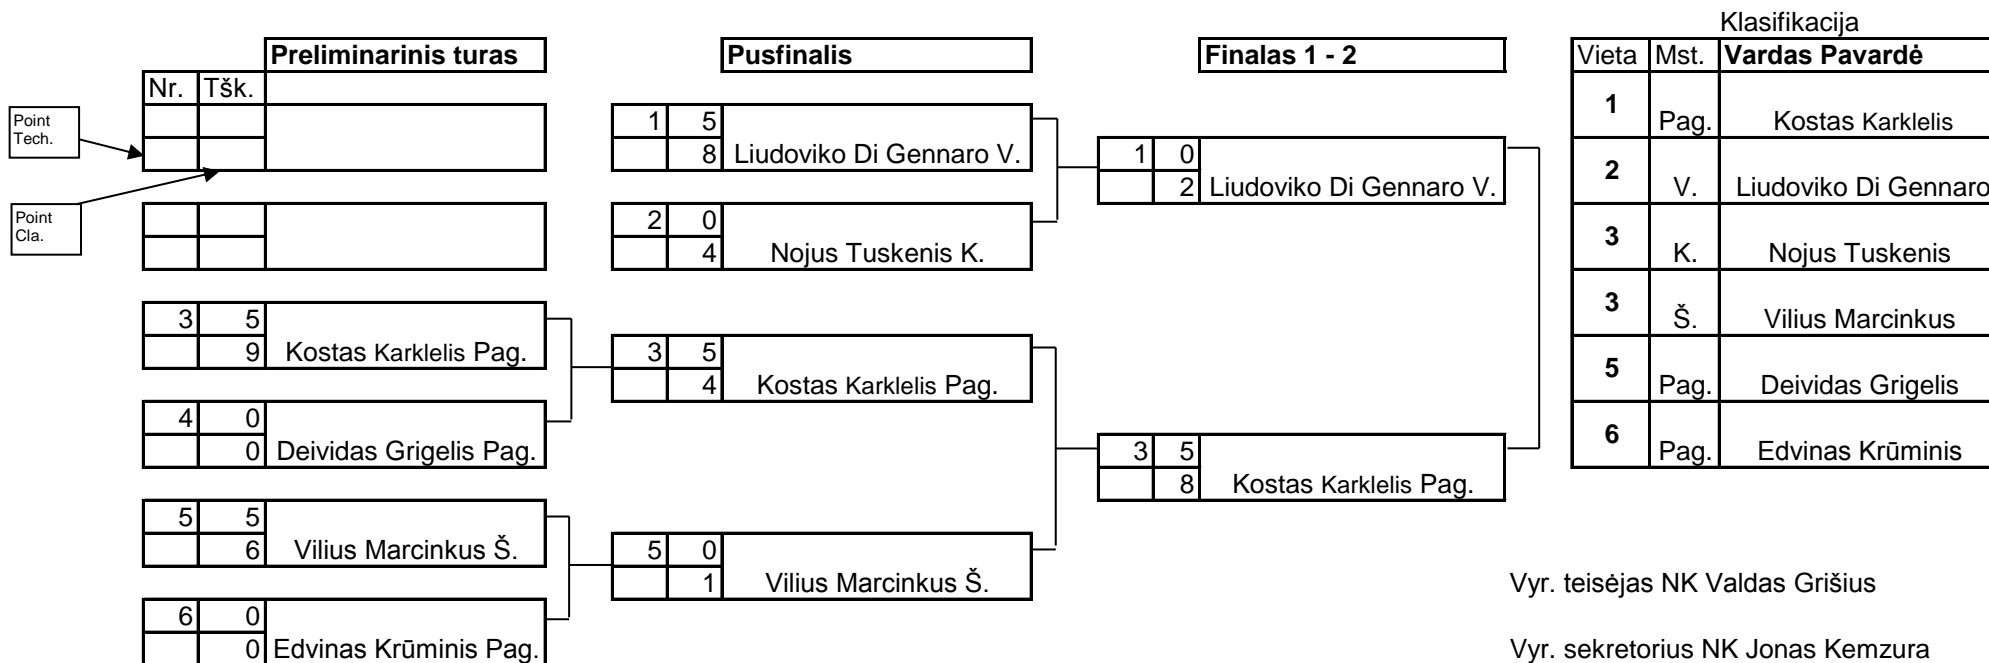 Klasifikacija
Preliminarinis turas Pusfinalis Finalas 1 - 2 Vieta Mst. Vardas Pavardė
Nr. Tšk.
Point
Tech.
Point
Cla.
3 5
9 Kostas Karklelis Pag.
4 0
0 Deividas Grigelis Pag.
5 5
6 Vilius Marcinkus Š.
6 0
0 Edvinas Krūminis Pag.
1 5
8 Liudoviko Di Gennaro V.
2 0
4 Nojus Tuskenis K.
3 5
4 Kostas Karklelis Pag.
5 0
1 Vilius Marcinkus Š.
1 0
2 Liudoviko Di Gennaro V.
3 5
8 Kostas Karklelis Pag.
1 Pag. Kostas Karklelis
2 V. Liudoviko Di Gennaro
3 K. Nojus Tuskenis
3 Š. Vilius Marcinkus
5 Pag. Deividas Grigelis
6 Pag. Edvinas Krūminis
Vyr. teisėjas NK Valdas Grišius
Vyr. sekretorius NK Jonas Kemzura